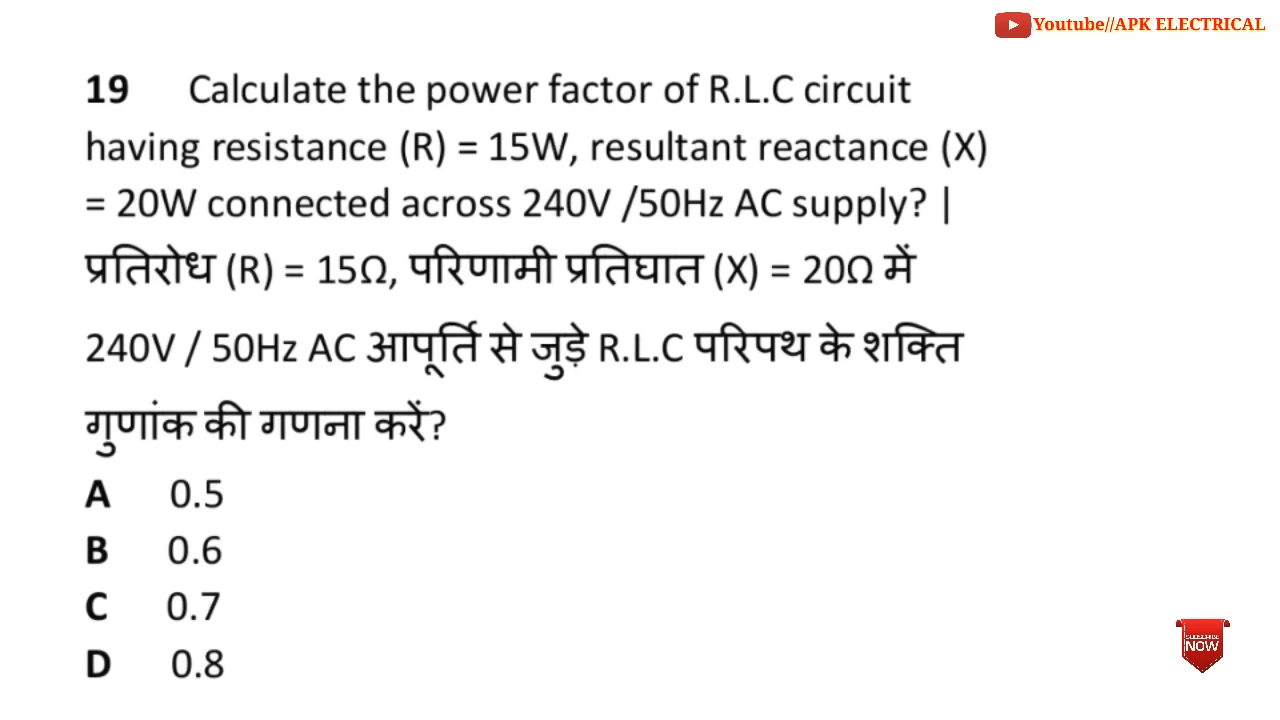 Youtube//APK ELECTRICAL
19 Calculate the power factor of R.L.C circuit
having resistance (R) = 15W, resultant reactance (X)
= 20W connected across 240V /50Hz AC supply? |
प्रतिरोध (R) = 15Ω, परिणामी प्रतिघात (X) = 20Ω में
240V / 50Hz AC आपूर्ति से जुड़े R.L.C परिपथ के शक्ति
गुणांक की गणना करें?
A 0.5
B 0.6
C 0.7
D 0.8
SUBSCRIBE
NOW